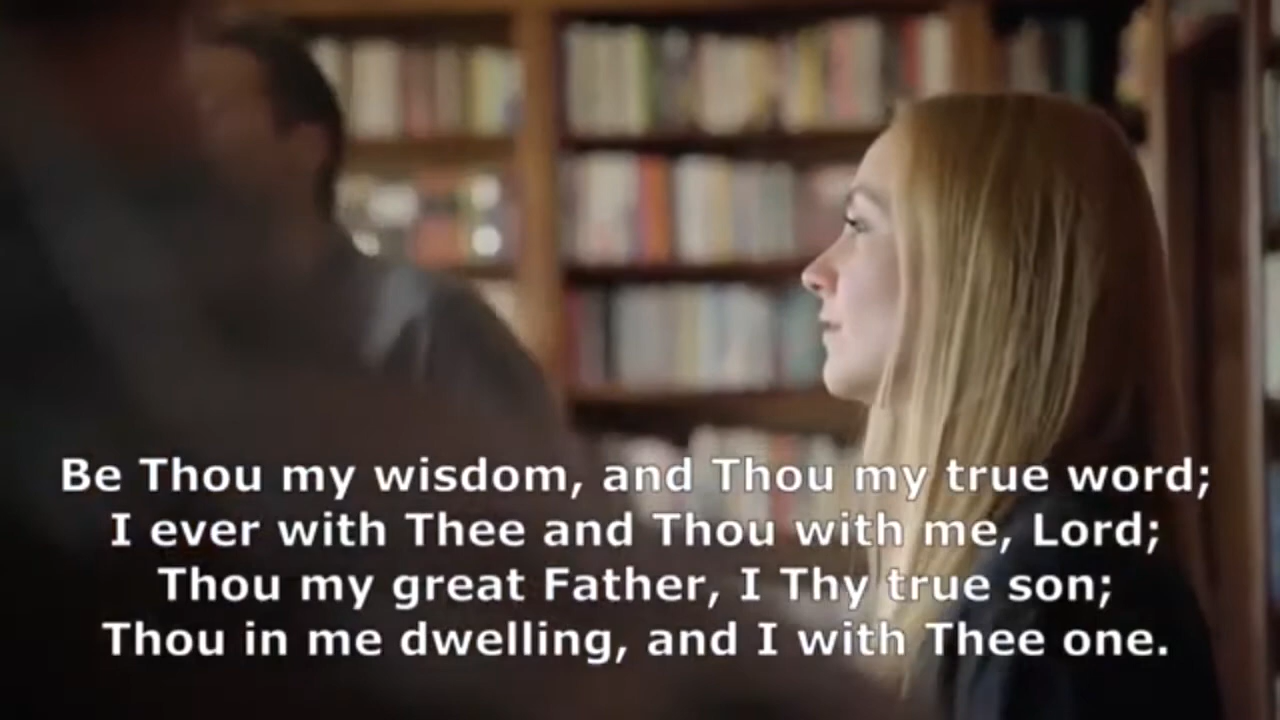 Be Thou my wisdom, and Thou my true word;
I ever with Thee and Thou with me, Lord;
Thou my great Father, I Thy true son;
Thou in me dwelling, and I with Thee one.